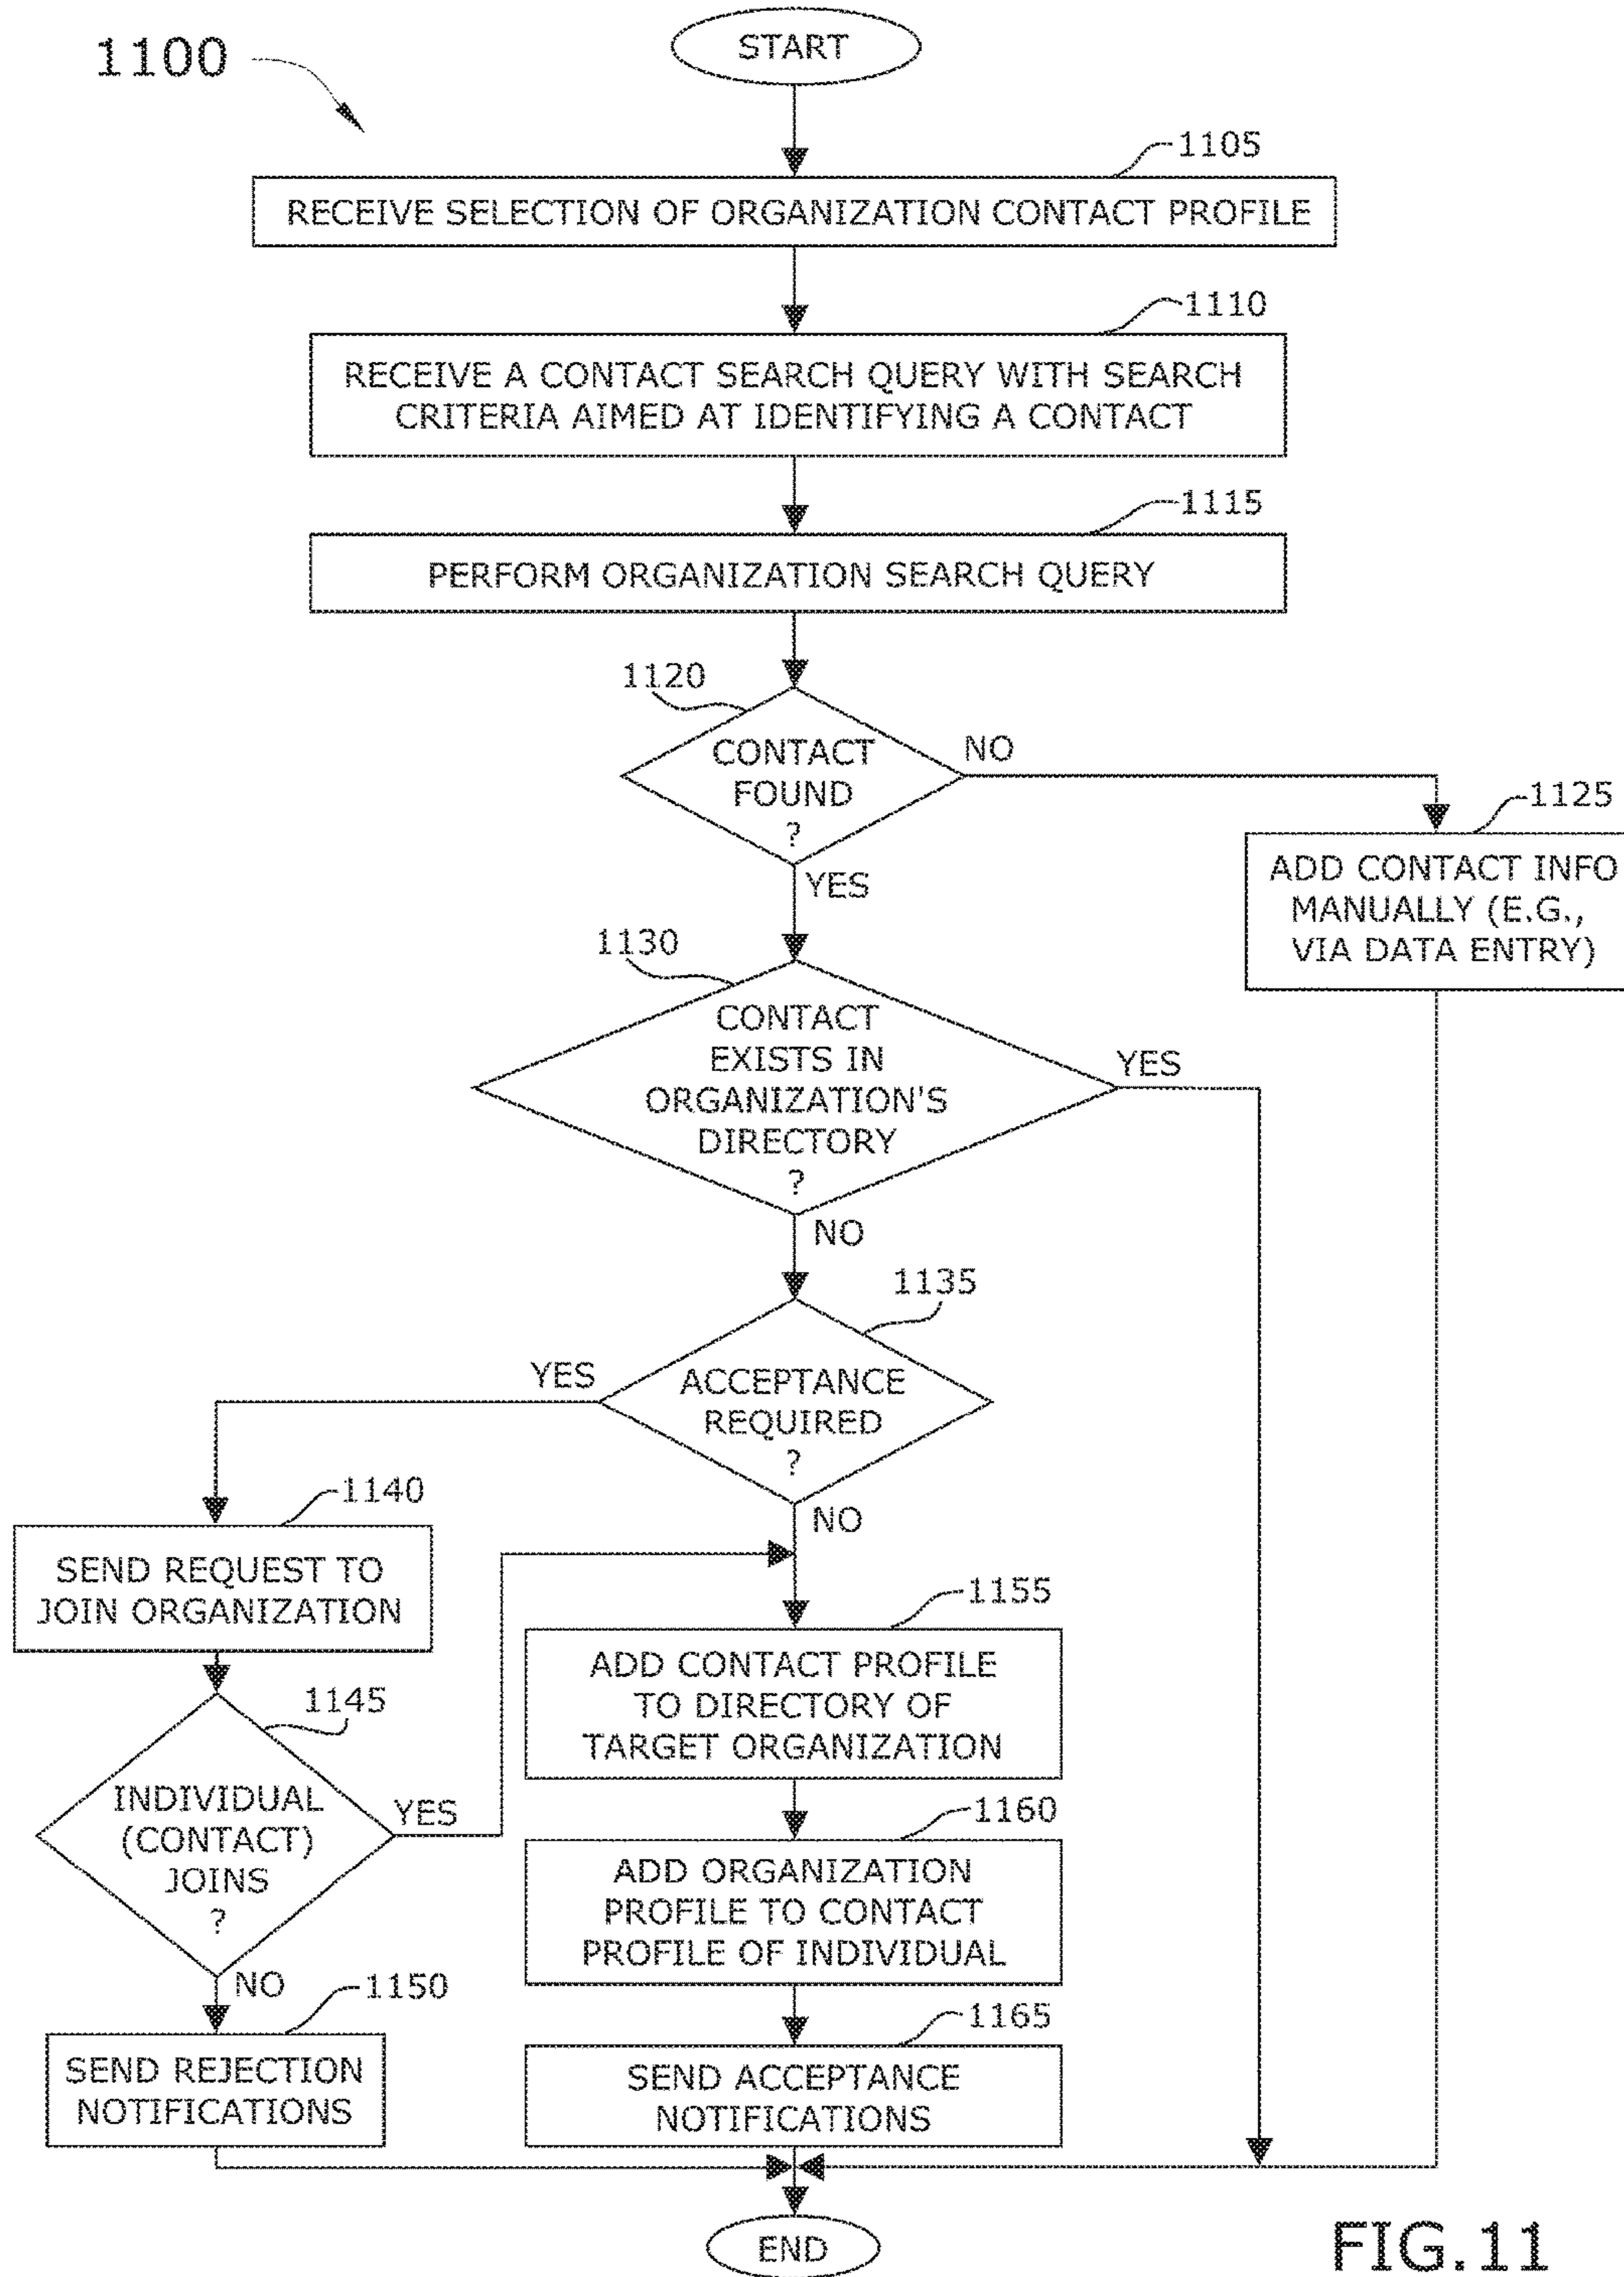 1100
START
1105
RECEIVE SELECTION OF ORGANIZATION CONTACT PROFILE
1110
RECEIVE A CONTACT SEARCH QUERY WITH SEARCH
CRITERIA AIMED AT IDENTIFYING A CONTACT
1115
PERFORM ORGANIZATION SEARCH QUERY
1120
CONTACT
FOUND
?
NO
YES
1125
ADD CONTACT INFO
MANUALLY (E.G.,
VIA DATA ENTRY)
1130
CONTACT
EXISTS IN
ORGANIZATION'S
DIRECTORY
?
YES
NO
1135
ACCEPTANCE
REQUIRED
?
YES
NO
1140
SEND REQUEST TO
JOIN ORGANIZATION
1145
INDIVIDUAL
(CONTACT)
JOINS
?
YES
NO
1150
SEND REJECTION
NOTIFICATIONS
1155
ADD CONTACT PROFILE
TO DIRECTORY OF
TARGET ORGANIZATION
1160
ADD ORGANIZATION
PROFILE TO CONTACT
PROFILE OF INDIVIDUAL
1165
SEND ACCEPTANCE
NOTIFICATIONS
END
FIG.11